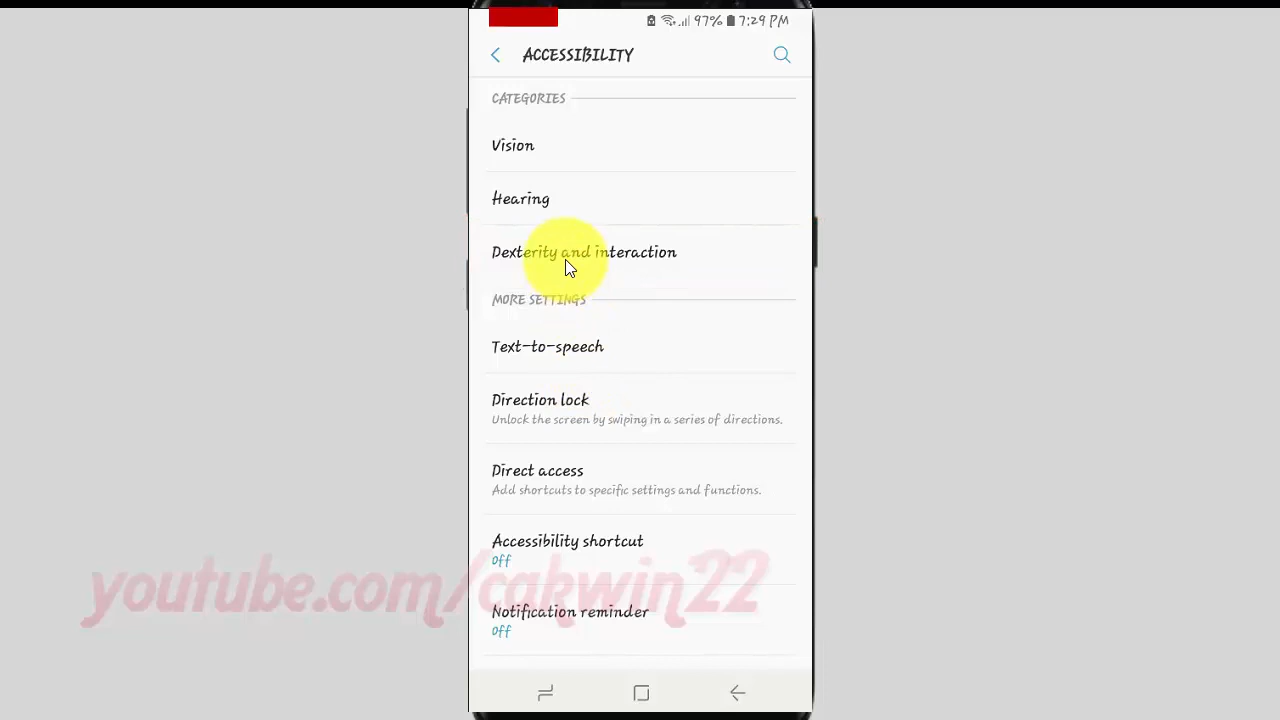 97% 7:29 PM
ACCESSIBILITY
CATEGORIES
Vision
Hearing
Dexterity and interaction
MORE SETTINGS
Text-to-speech
Direction lock
Unlock the screen by swiping in a series of directions.
Direct access
Add shortcuts to specific settings and functions.
Accessibility shortcut
Off
youtube.com/cakwin22
Notification reminder
Off